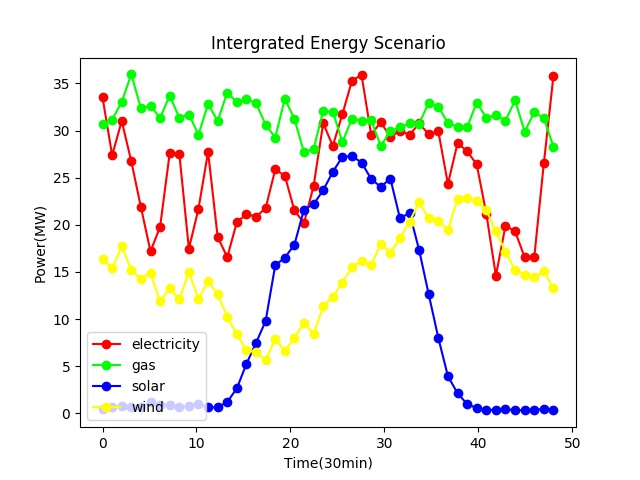 Intergrated Energy Scenario
Power(MW)
35
30
25
20
15
10
5
0
electricity
gas
solar
wind
0 10 20 30 40 50
Time(30min)